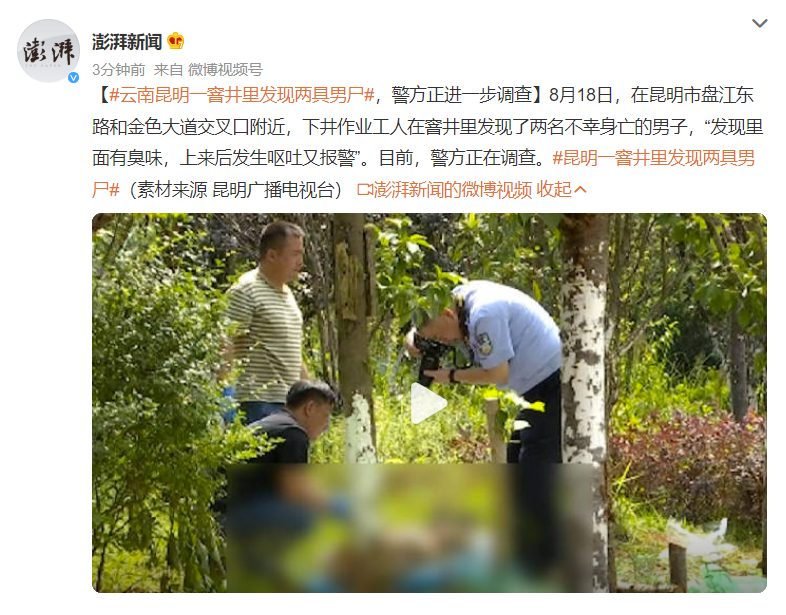 澎湃
澎湃新闻
3分钟前 来自 微博视频号
【#云南昆明一窨井里发现两具男尸#，警方正进一步调查】8月18日，在昆明市盘江东
路和金色大道交叉口附近，下井作业工人在窨井里发现了两名不幸身亡的男子，“发现里
面有臭味，上来后发生呕吐又报警”。目前，警方正在调查。#昆明一窨井里发现两具男
尸#（素材来源 昆明广播电视台） 澎湃新闻的微博视频 收起